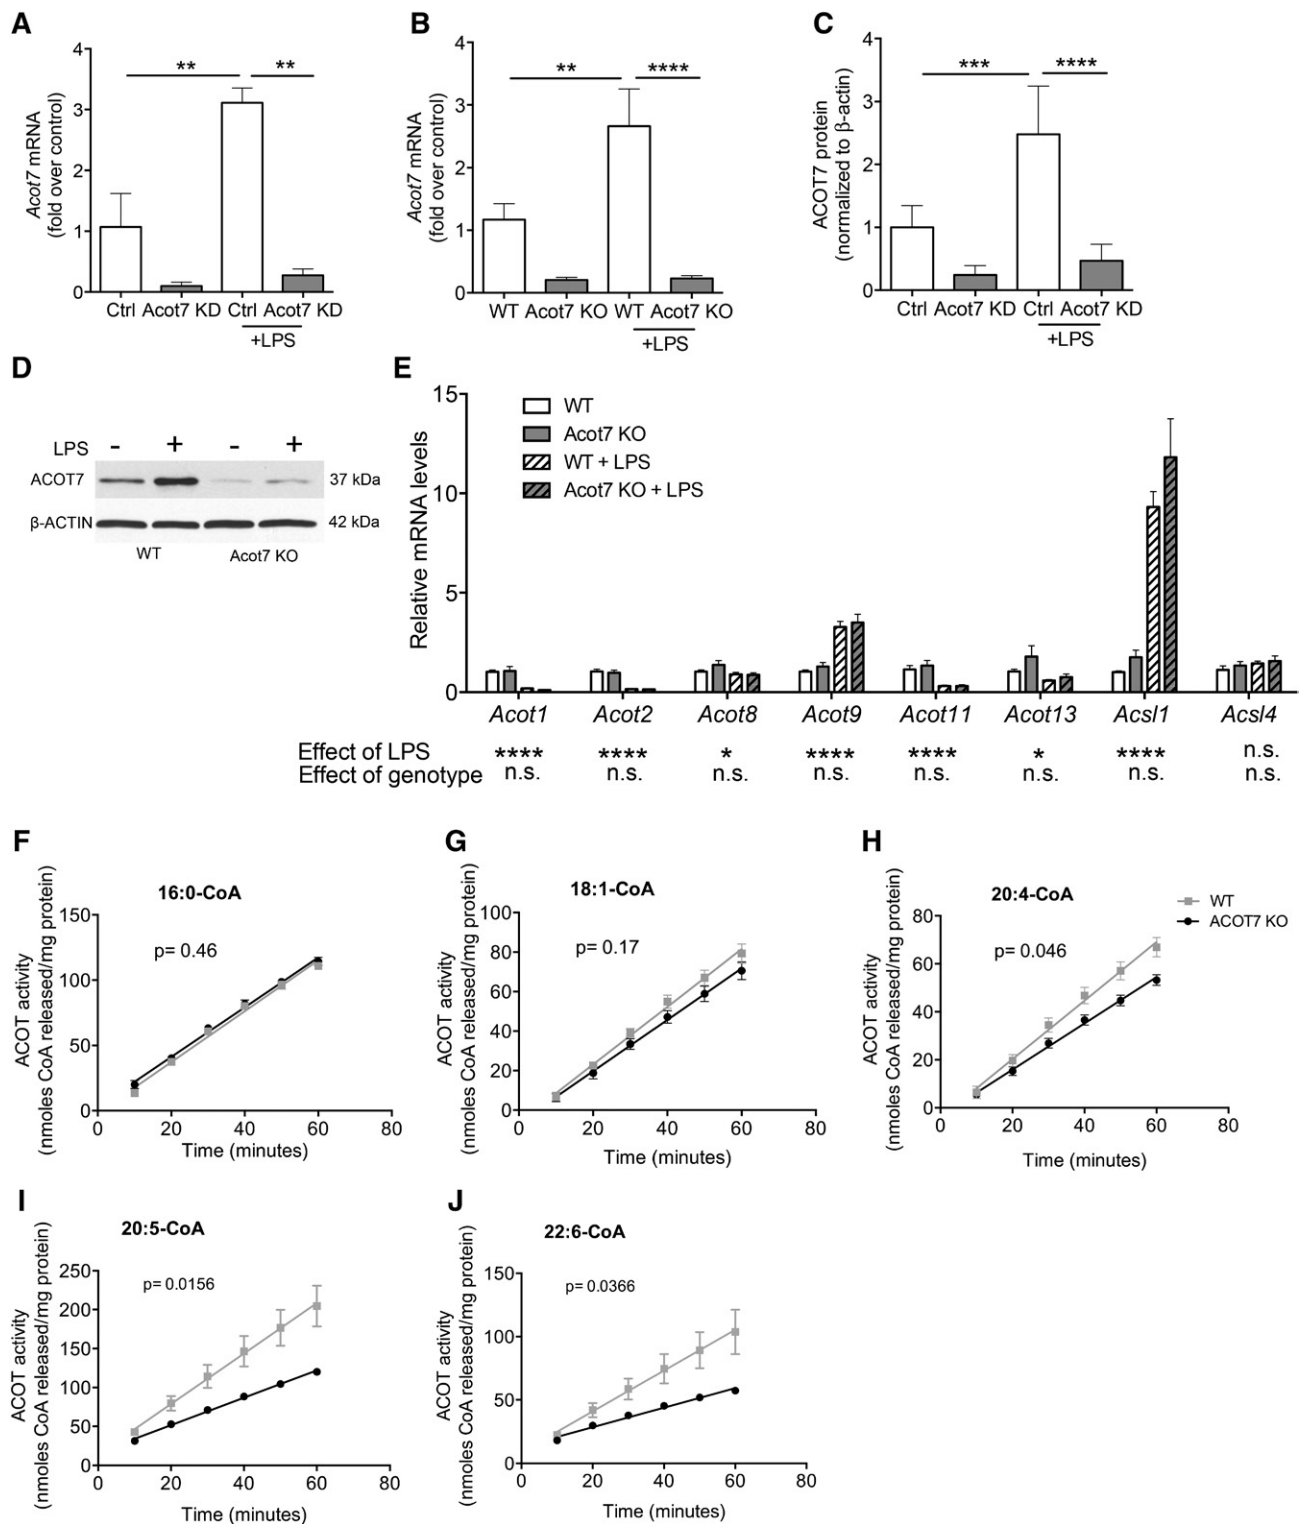 A
4
3
2
1
0
Acot7 mRNA
(fold over control)
**
**
Ctrl Acot7 KD Ctrl Acot7 KD
+LPS
B
4
3
2
1
0
Acot7 mRNA
(fold over control)
**
****
WT Acot7 KO WT Acot7 KO
+LPS
C
4
3
2
1
0
ACOT7 protein
(normalized to β-actin)
***
****
Ctrl Acot7 KD Ctrl Acot7 KD
+LPS
D
LPS - + - +
ACOT7 37 kDa
β-ACTIN 42 kDa
WT Acot7 KO
E
15
10
5
0
Relative mRNA levels
WT
Acot7 KO
WT + LPS
Acot7 KO + LPS
Acot1 Acot2 Acot8 Acot9 Acot11 Acot13 Acsl1 Acsl4
Effect of LPS **** **** * **** **** * **** n.s.
Effect of genotype n.s. n.s. n.s. n.s. n.s. n.s. n.s. n.s.
F
16:0-CoA
p= 0.46
ACOT activity
(nmoles CoA released/mg protein)
150
100
50
0
0 20 40 60 80
Time (minutes)
G
18:1-CoA
p= 0.17
ACOT activity
(nmoles CoA released/mg protein)
100
80
60
40
20
0
0 20 40 60 80
Time (minutes)
H
20:4-CoA
p= 0.046
WT
ACOT7 KO
ACOT activity
(nmoles CoA released/mg protein)
80
60
40
20
0
0 20 40 60 80
Time (minutes)
I
20:5-CoA
p= 0.0156
ACOT activity
(nmoles CoA released/mg protein)
250
200
150
100
50
0
0 20 40 60 80
Time (minutes)
J
22:6-CoA
p= 0.0366
ACOT activity
(nmoles CoA released/mg protein)
150
100
50
0
0 20 40 60 80
Time (minutes)